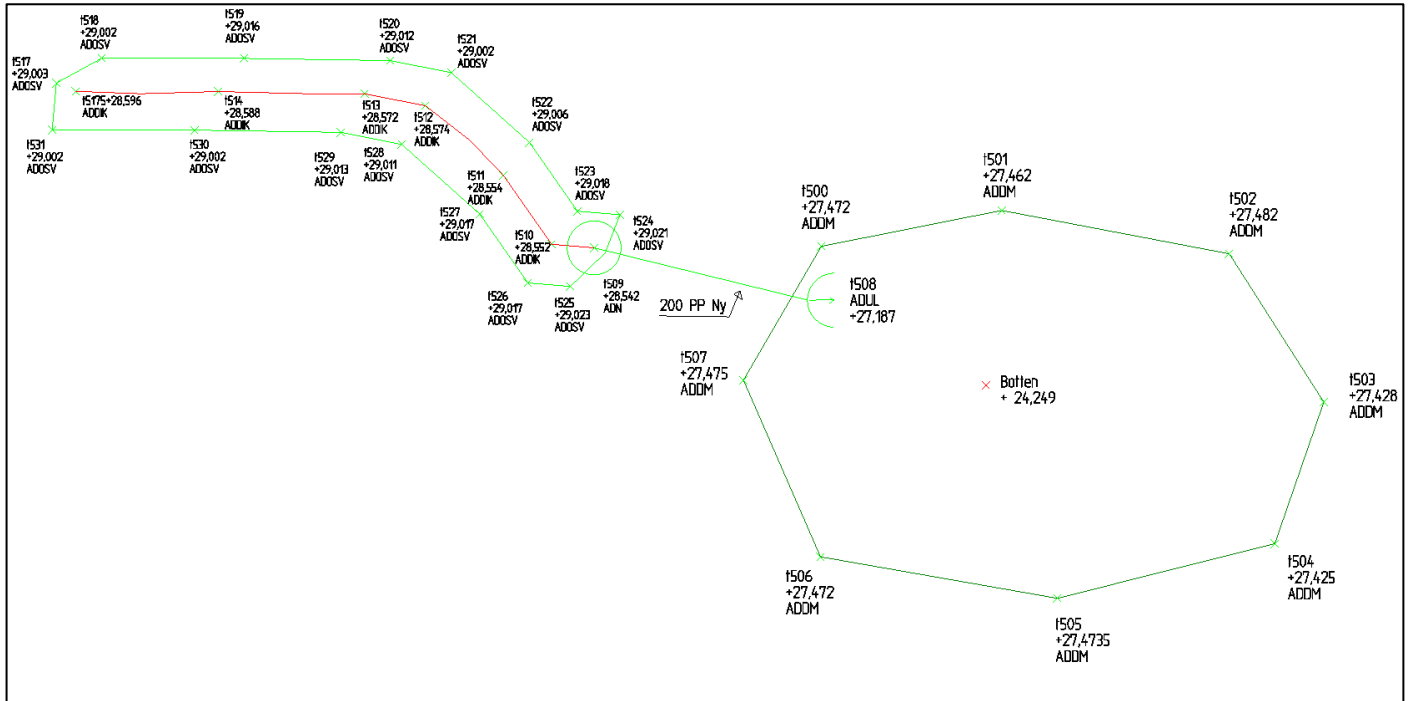 t518
+29,002
ADOSV
t519
+29,016
ADOSV
t520
+29,012
ADOSV
t521
+29,002
ADOSV
t517
+29,003
ADOSV
t5175+28,596
ADDIK
t514
+28,588
ADDIK
t513
+28,572
ADDIK
t512
+28,574
ADDIK
t522
+29,006
ADOSV
t531
+29,002
ADOSV
t530
+29,002
ADOSV
t529
+29,013
ADOSV
t528
+29,011
ADOSV
t511
+28,554
ADDIK
t523
+29,018
ADOSV
t527
+29,017
ADOSV
t510
+28,552
ADDIK
t524
+29,021
ADOSV
t526
+29,017
ADOSV
t525
+29,023
ADOSV
t509
+28,542
ADN
200 PP Ny
t500
+27,472
ADDM
t501
+27,462
ADDM
t502
+27,482
ADDM
t508
ADUL
+27,187
t507
+27,475
ADDM
Botten
+ 24,249
t503
+27,428
ADDM
t506
+27,472
ADDM
t504
+27,425
ADDM
t505
+27,4735
ADDM